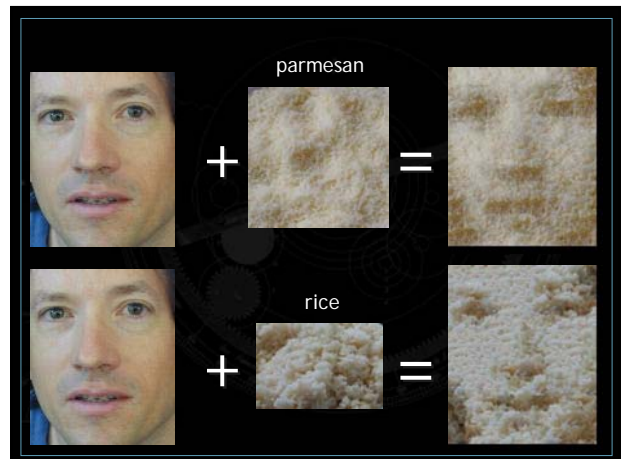 parmesan
+ =
rice
+ =